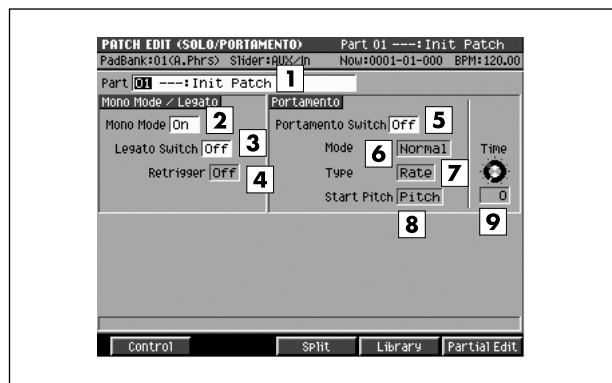 PATCH EDIT (SOLO/PORTAMENTO) Part 01 ---:Init Patch
PadBank:01(A.Phrs) Slider:AUX/In Now:0001-01-000 BPM:120.00
Part 01 ---:Init Patch 1
Mono Mode / Legato Portamento
Mono Mode On 2 Portamento Switch Off 5
Legato Switch Off 3 Mode 6 Normal Time
Retrigger Off 4 Type Rate 7
Start Pitch Pitch 0
8 9
Control Split Library Partial Edit